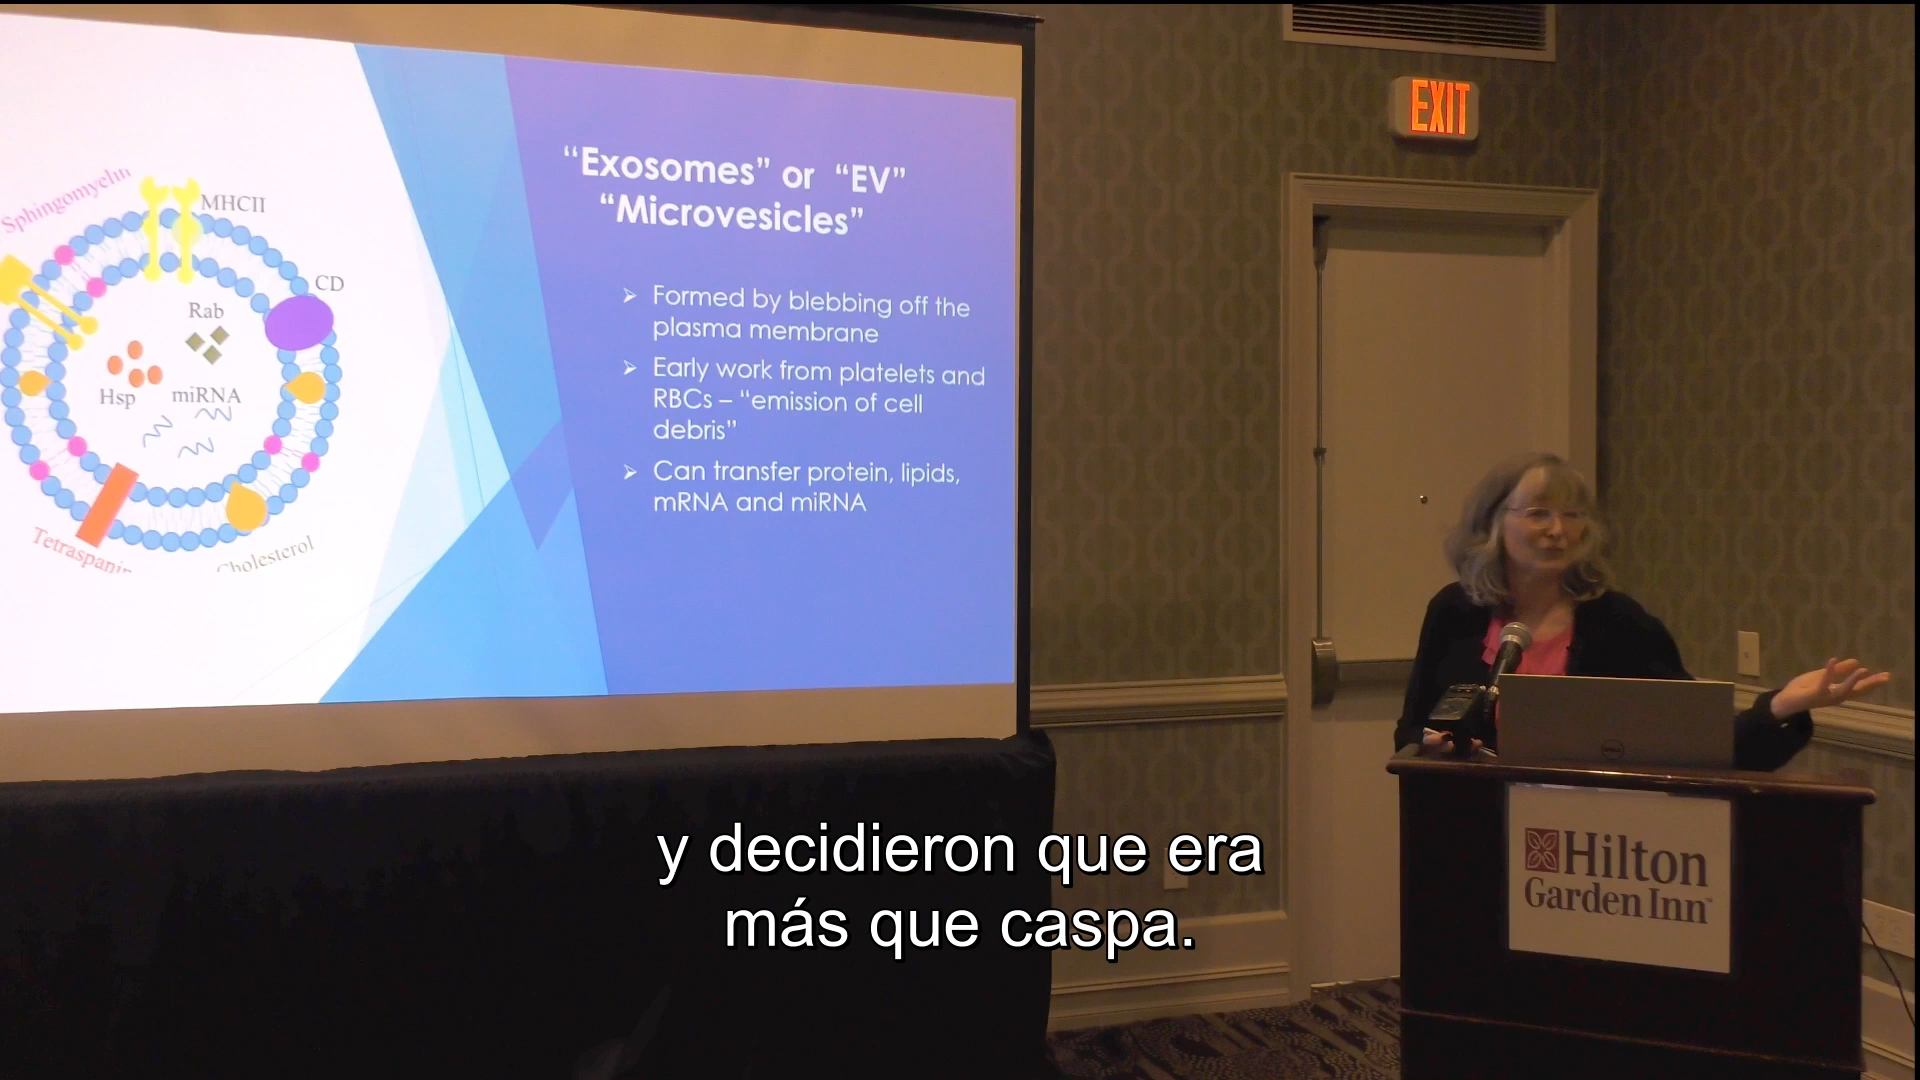 Sphingomyelin
MHCII
CD
Rab
Hsp
miRNA
Tetraspanin
Cholesterol
“Exosomes” or “EV”
“Microvesicles”
Formed by blebbing off the
plasma membrane
Early work from platelets and
RBCs – “emission of cell
debris”
Can transfer protein, lipids,
mRNA and miRNA
EXIT
DELL
Hilton
Garden Inn™
y decidieron que era
más que caspa.